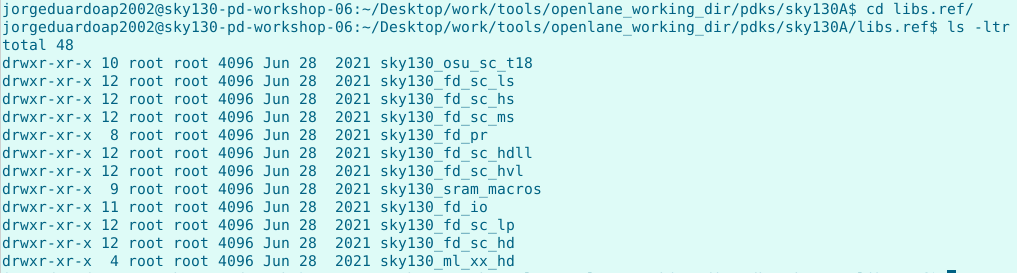 jorgeduardoap2002@sky130-pd-workshop-06:~/Desktop/work/tools/openlane_working_dir/pdks/sky130A$ cd libs.ref/
jorgeduardoap2002@sky130-pd-workshop-06:~/Desktop/work/tools/openlane_working_dir/pdks/sky130A/libs.ref$ ls -ltr
total 48
drwxr-xr-x 10 root root 4096 Jun 28  2021 sky130_osu_sc_t18
drwxr-xr-x 12 root root 4096 Jun 28  2021 sky130_fd_sc_ls
drwxr-xr-x 12 root root 4096 Jun 28  2021 sky130_fd_sc_hs
drwxr-xr-x 12 root root 4096 Jun 28  2021 sky130_fd_sc_ms
drwxr-xr-x  8 root root 4096 Jun 28  2021 sky130_fd_pr
drwxr-xr-x 12 root root 4096 Jun 28  2021 sky130_fd_sc_hdll
drwxr-xr-x 12 root root 4096 Jun 28  2021 sky130_fd_sc_hvl
drwxr-xr-x  9 root root 4096 Jun 28  2021 sky130_sram_macros
drwxr-xr-x 11 root root 4096 Jun 28  2021 sky130_fd_io
drwxr-xr-x 12 root root 4096 Jun 28  2021 sky130_fd_sc_lp
drwxr-xr-x 12 root root 4096 Jun 28  2021 sky130_fd_sc_hd
drwxr-xr-x  4 root root 4096 Jun 28  2021 sky130_ml_xx_hd